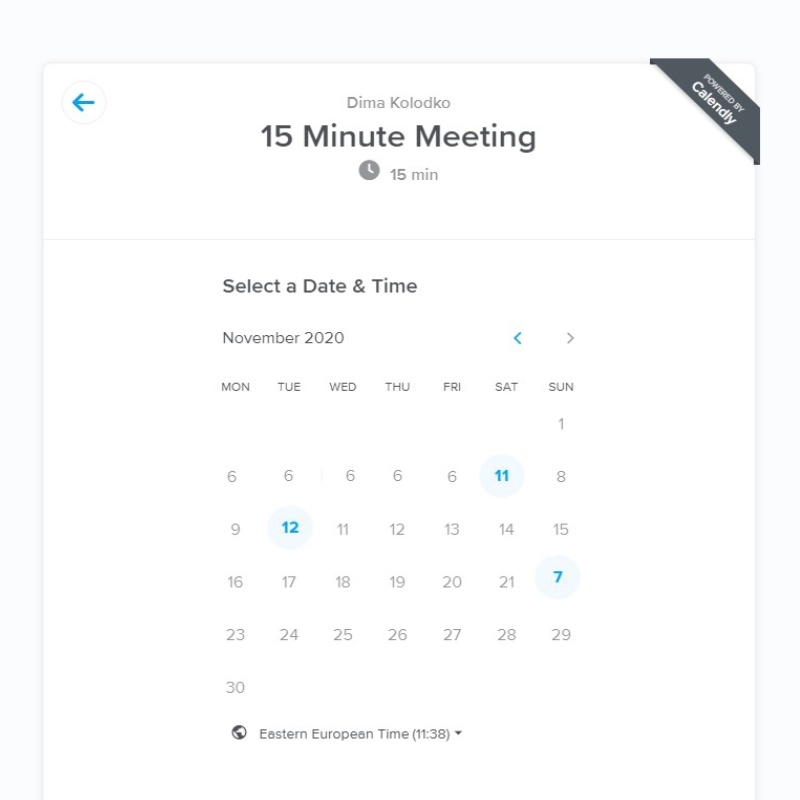 POWERED BY
Calendly
Dima Kolodko
15 Minute Meeting
15 min
Select a Date & Time
November 2020
MON TUE WED THU FRI SAT SUN
1
6 6 6 6 6 11 8
9 12 11 12 13 14 15
16 17 18 19 20 21 7
23 24 25 26 27 28 29
30
Eastern European Time (11:38)